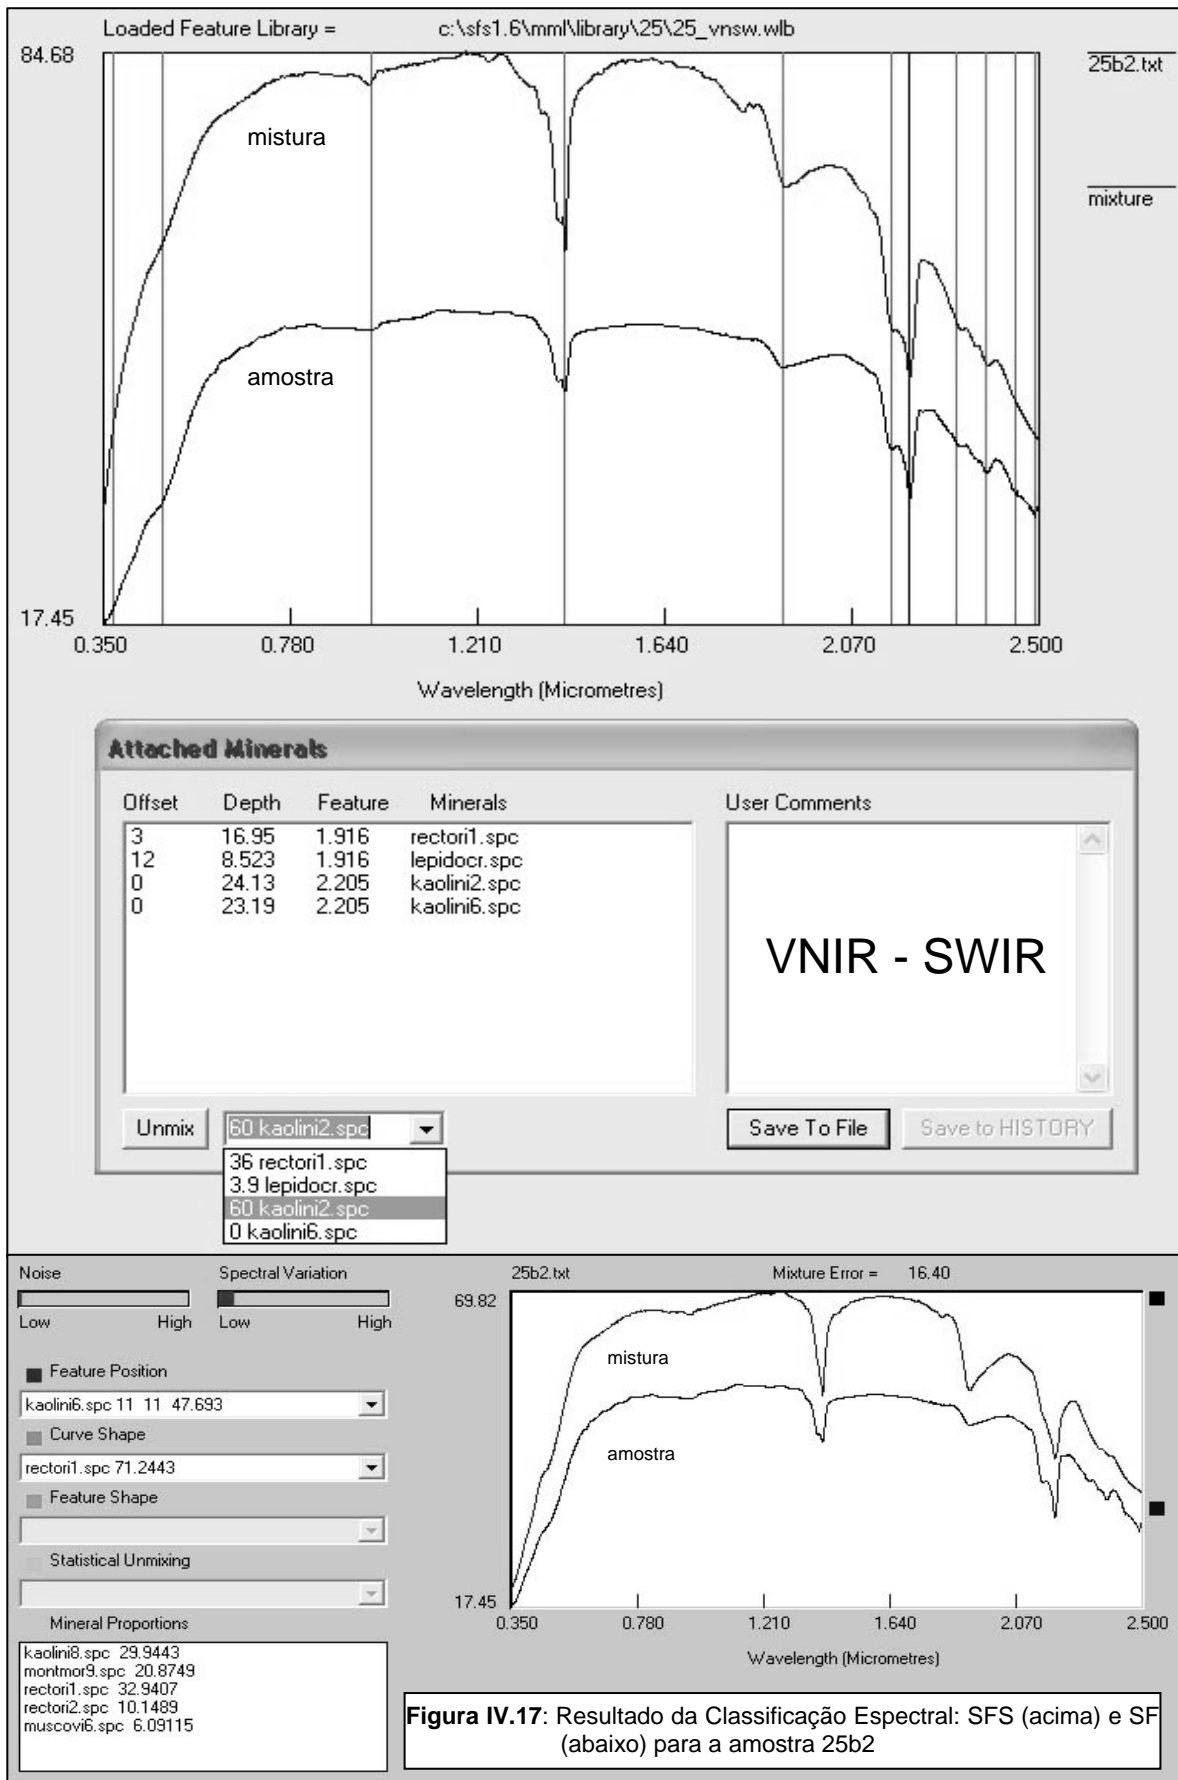 Loaded Feature Library = c:\sfs1.6\mml\library\25\25_vnsw.wlb
84.68
25b2.txt
mistura
mixture
amostra
17.45
0.350 0.780 1.210 1.640 2.070 2.500
Wavelength (Micrometres)
Attached Minerals
Offset Depth Feature Minerals
User Comments
3 16.95 1.916 rectori1.spc
12 8.523 1.916 lepidocr.spc
0 24.13 2.205 kaolini2.spc
0 23.19 2.205 kaolini6.spc
VNIR - SWIR
Unmix
60 kaolini2.spc
Save To File
Save to HISTORY
36 rectori1.spc
3.9 lepidocr.spc
60 kaolini2.spc
0 kaolini6.spc
Noise
Spectral Variation
Low High
Low High
25b2.txt
Mixture Error = 16.40
Feature Position
kaolini6.spc 11 11 47.693
Curve Shape
rectori1.spc 71.2443
Feature Shape
Statistical Unmixing
Mineral Proportions
kaolini8.spc 29.9443
montmor9.spc 20.8749
rectori1.spc 32.9407
rectori2.spc 10.1489
muscovi6.spc 6.09115
69.82
mistura
amostra
17.45
0.350 0.780 1.210 1.640 2.070 2.500
Wavelength (Micrometres)
Figura IV.17: Resultado da Classificação Espectral: SFS (acima) e SF
(abaixo) para a amostra 25b2